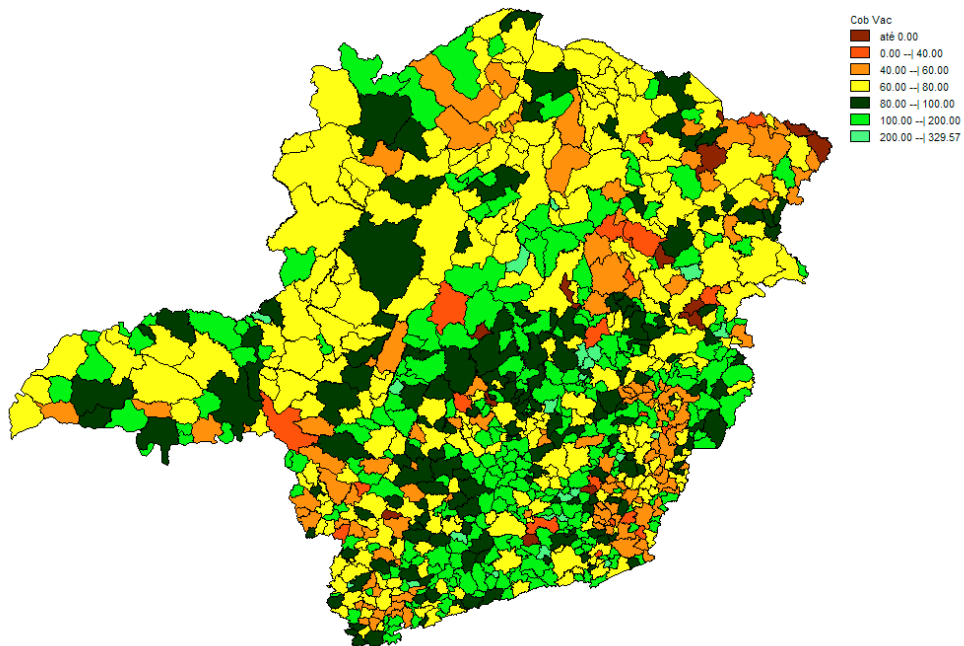 Cob Vac
até 0.00
0.00 --| 40.00
40.00 --| 60.00
60.00 --| 80.00
80.00 --| 100.00
100.00 --| 200.00
200.00 --| 329.57